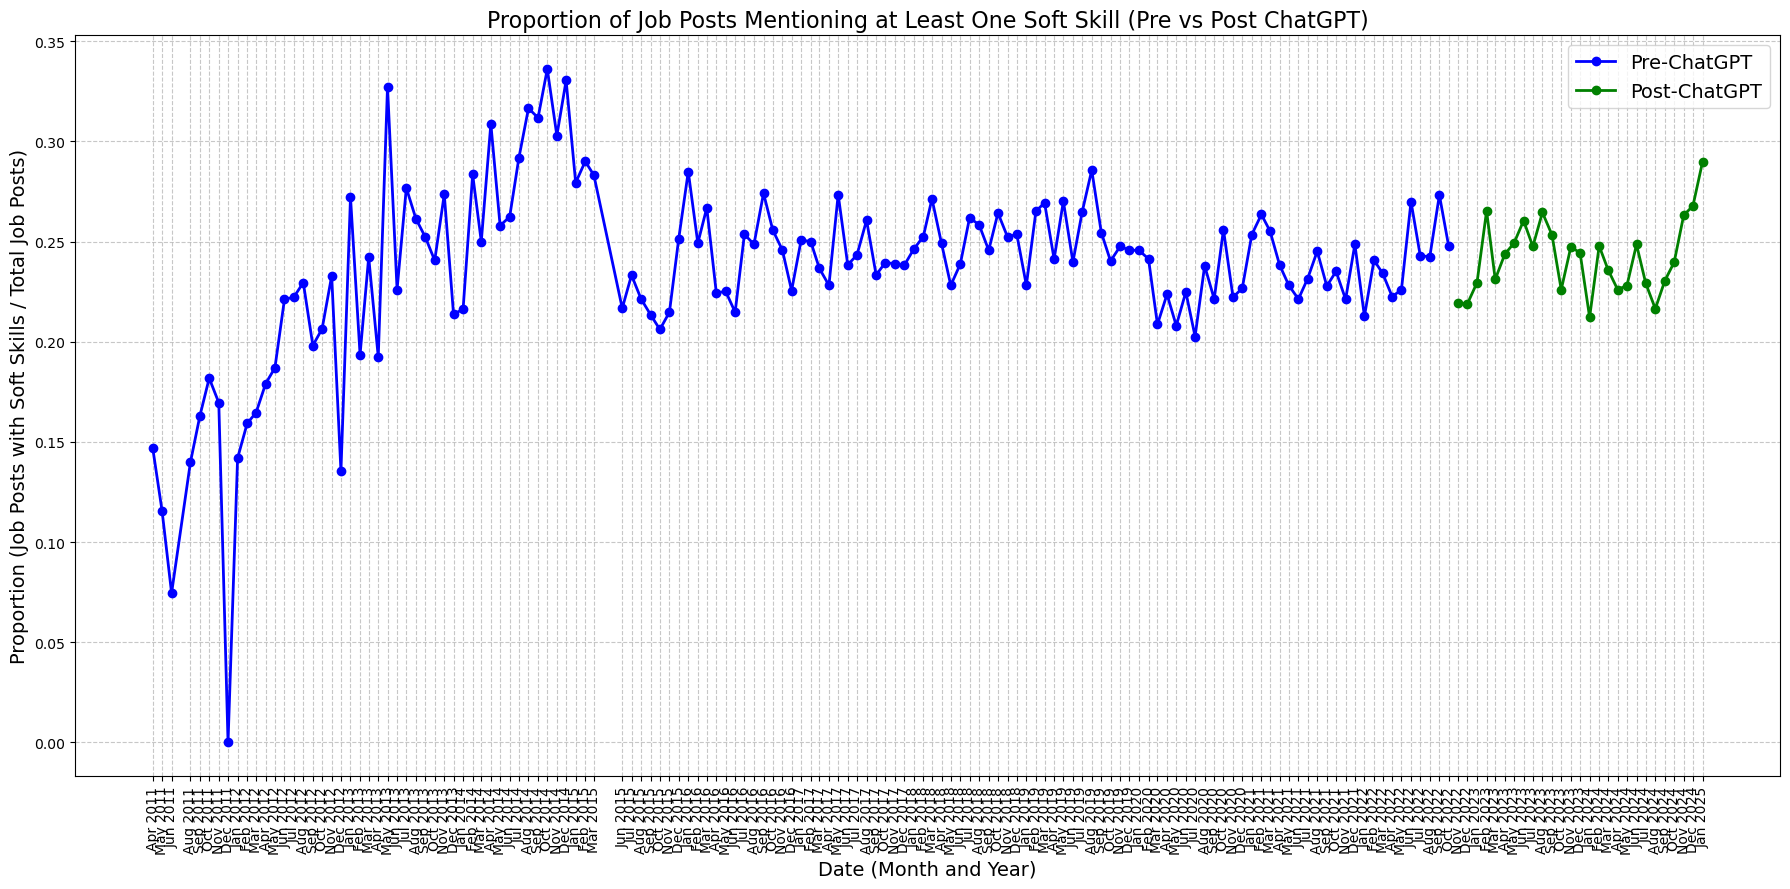 Proportion of Job Posts Mentioning at Least One Soft Skill (Pre vs Post ChatGPT)
Pre-ChatGPT
Post-ChatGPT
Proportion (Job Posts with Soft Skills / Total Job Posts)
0.35
0.30
0.25
0.20
0.15
0.10
0.05
0.00
Apr 2011
May 2011
Jun 2011
Aug 2011
Sep 2011
Oct 2011
Nov 2011
Dec 2011
Jan 2012
Feb 2012
Mar 2012
Apr 2012
May 2012
Jun 2012
Jul 2012
Aug 2012
Sep 2012
Oct 2012
Nov 2012
Dec 2012
Jan 2013
Feb 2013
Mar 2013
Apr 2013
May 2013
Jun 2013
Jul 2013
Aug 2013
Sep 2013
Oct 2013
Nov 2013
Dec 2013
Jan 2014
Feb 2014
Mar 2014
Apr 2014
May 2014
Jun 2014
Jul 2014
Aug 2014
Sep 2014
Oct 2014
Nov 2014
Dec 2014
Jan 2015
Feb 2015
Mar 2015
Jun 2015
Jul 2015
Aug 2015
Sep 2015
Oct 2015
Nov 2015
Dec 2015
Jan 2016
Feb 2016
Mar 2016
Apr 2016
May 2016
Jun 2016
Jul 2016
Aug 2016
Sep 2016
Oct 2016
Nov 2016
Dec 2016
Jan 2017
Feb 2017
Mar 2017
Apr 2017
May 2017
Jun 2017
Jul 2017
Aug 2017
Sep 2017
Oct 2017
Nov 2017
Dec 2017
Jan 2018
Feb 2018
Mar 2018
Apr 2018
May 2018
Jun 2018
Jul 2018
Aug 2018
Sep 2018
Oct 2018
Nov 2018
Dec 2018
Jan 2019
Feb 2019
Mar 2019
Apr 2019
May 2019
Jun 2019
Jul 2019
Aug 2019
Sep 2019
Oct 2019
Nov 2019
Dec 2019
Jan 2020
Feb 2020
Mar 2020
Apr 2020
May 2020
Jun 2020
Jul 2020
Aug 2020
Sep 2020
Oct 2020
Nov 2020
Dec 2020
Jan 2021
Feb 2021
Mar 2021
Apr 2021
May 2021
Jun 2021
Jul 2021
Aug 2021
Sep 2021
Oct 2021
Nov 2021
Dec 2021
Jan 2022
Feb 2022
Mar 2022
Apr 2022
May 2022
Jun 2022
Jul 2022
Aug 2022
Sep 2022
Oct 2022
Nov 2022
Dec 2022
Jan 2023
Feb 2023
Mar 2023
Apr 2023
May 2023
Jun 2023
Jul 2023
Aug 2023
Sep 2023
Oct 2023
Nov 2023
Dec 2023
Jan 2024
Feb 2024
Mar 2024
Apr 2024
May 2024
Jun 2024
Jul 2024
Aug 2024
Sep 2024
Oct 2024
Nov 2024
Dec 2024
Jan 2025
Date (Month and Year)